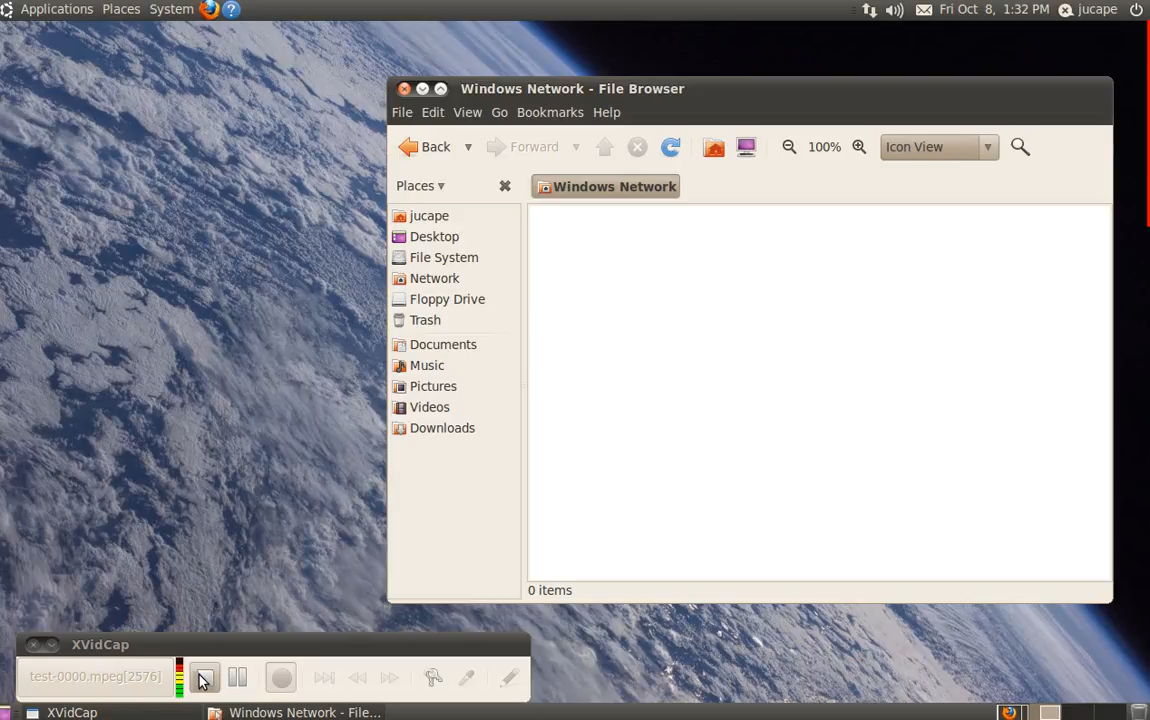 Applications Places System Fri Oct 8, 1:32 PM jucape
Windows Network - File Browser
File Edit View Go Bookmarks Help
Back Forward 100% Icon View
Places Windows Network
jucape
Desktop
File System
Network
Floppy Drive
Trash
Documents
Music
Pictures
Videos
Downloads
0 items
XVidCap
test-0000.mpeg[2576]
XVidCap Windows Network - File...